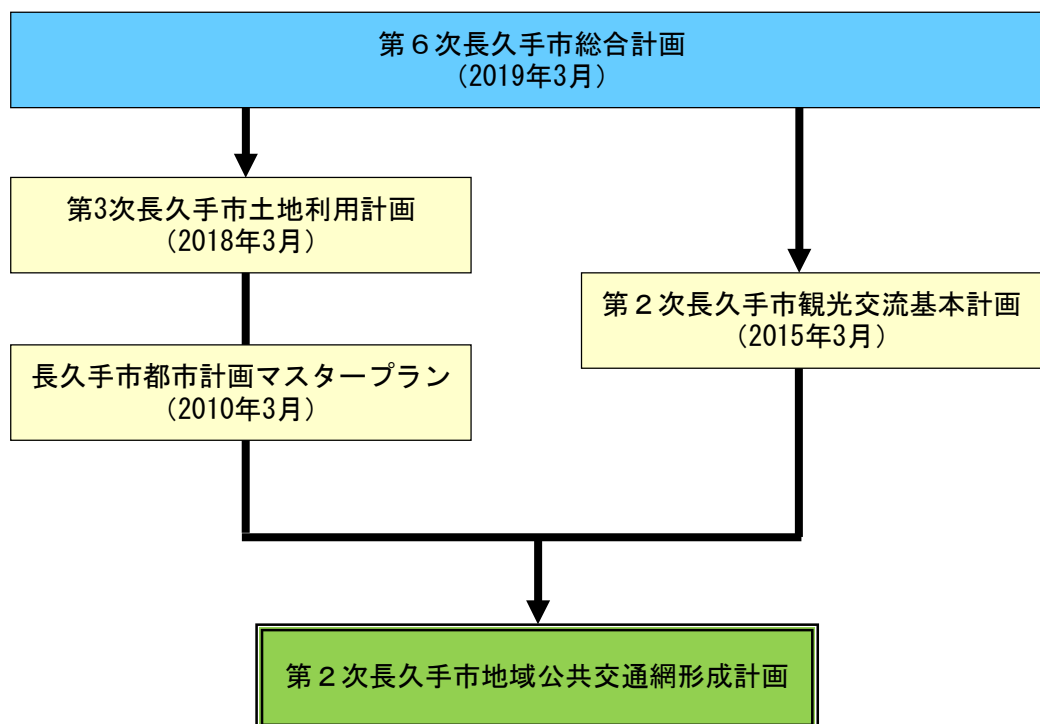 第６次長久手市総合計画
（2019年3月）
第3次長久手市土地利用計画
（2018年3月）
第２次長久手市観光交流基本計画
（2015年3月）
長久手市都市計画マスタープラン
（2010年3月）
第２次長久手市地域公共交通網形成計画